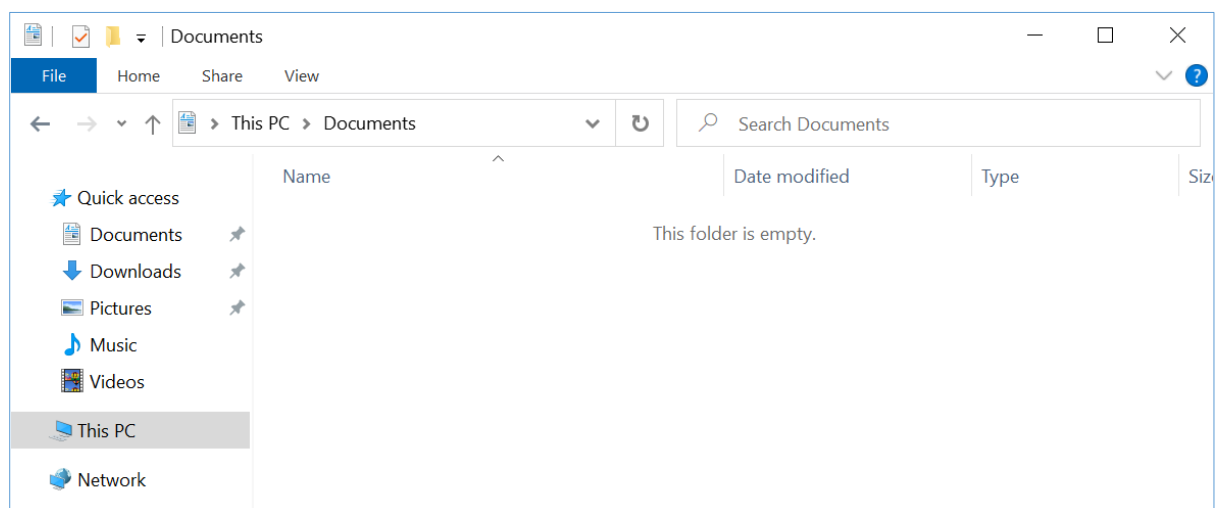 Documents
File Home Share View ?
This PC Documents Search Documents
Name Date modified Type Siz
Quick access
This folder is empty.
Documents
Downloads
Pictures
Music
Videos
This PC
Network